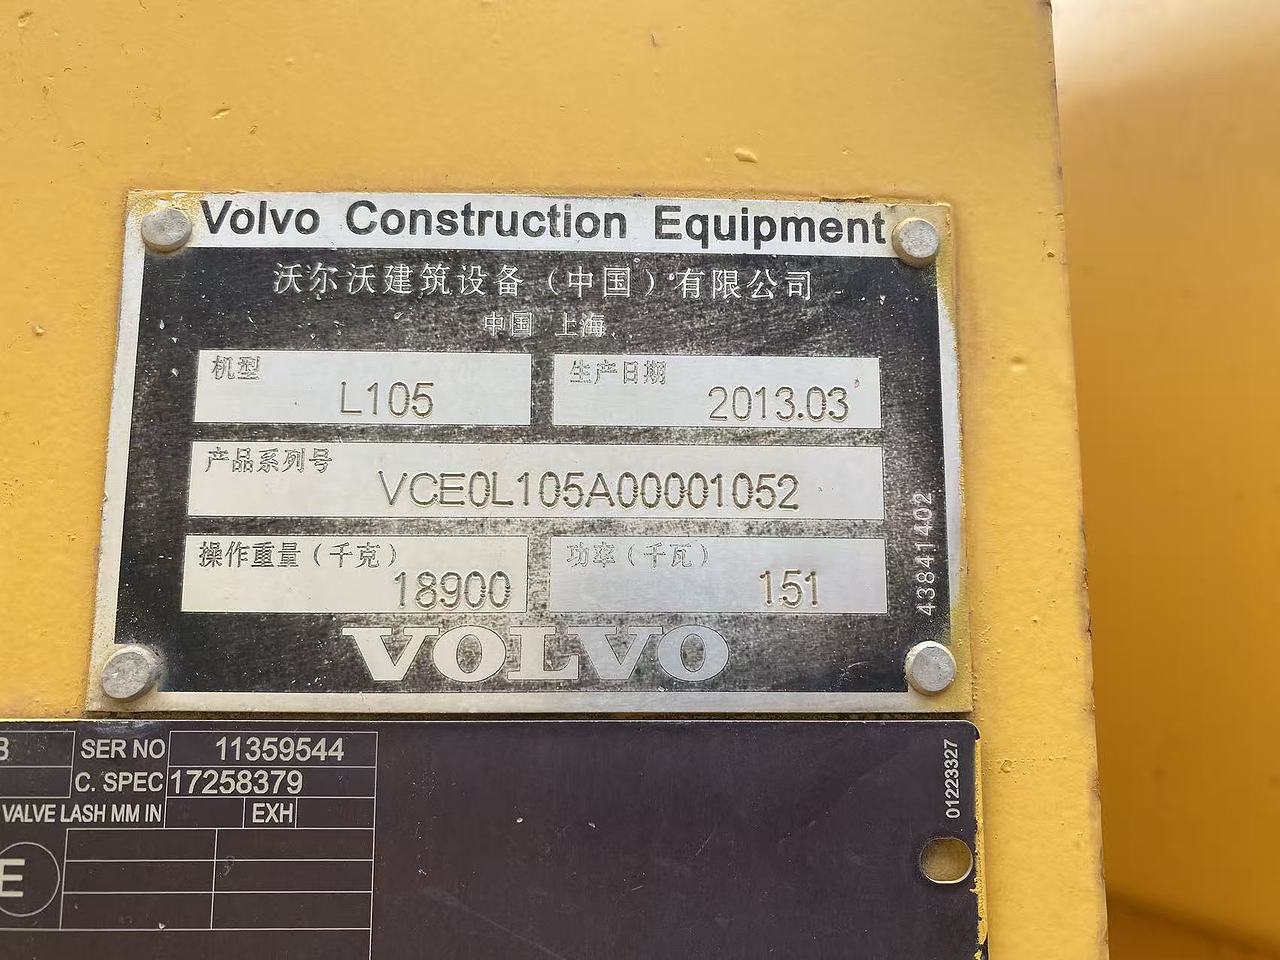 Volvo Construction Equipment
沃尔沃建筑设备（中国）有限公司
中国 上海
机型
L105
生产日期
2013.03
产品系列号
VCE0L105A00001052
操作重量（千克）
18900
功率（千瓦）
151
43841402
VOLVO
SER NO 11359544
C. SPEC 17258379
VALVE LASH MM IN EXH
E
01223327